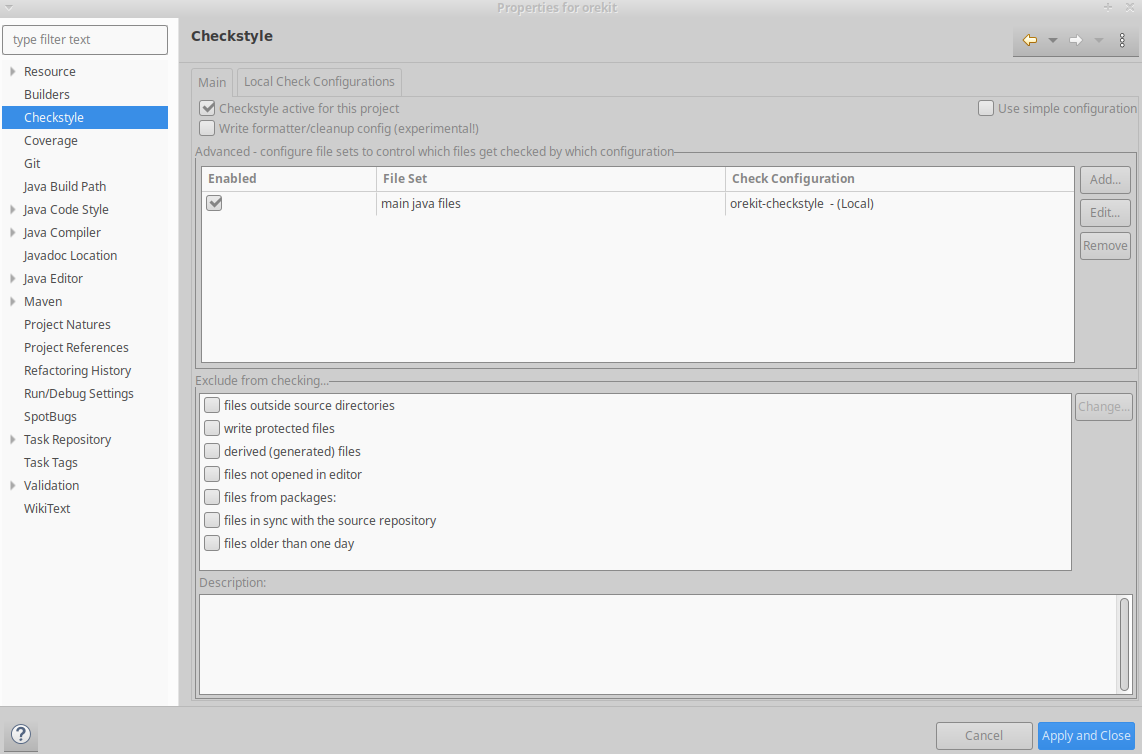 Properties for orekit
type filter text
Resource
Builders
Checkstyle
Coverage
Git
Java Build Path
Java Code Style
Java Compiler
Javadoc Location
Java Editor
Maven
Project Natures
Project References
Refactoring History
Run/Debug Settings
SpotBugs
Task Repository
Task Tags
Validation
WikiText
Checkstyle
Main
Local Check Configurations
Checkstyle active for this project
Use simple configuration
Write formatter/cleanup config (experimental!)
Advanced - configure file sets to control which files get checked by which configuration
Enabled File Set Check Configuration
main java files orekit-checkstyle - (Local)
Add...
Edit...
Remove
Exclude from checking...
files outside source directories
write protected files
derived (generated) files
files not opened in editor
files from packages:
files in sync with the source repository
files older than one day
Change...
Description:
?
Cancel
Apply and Close